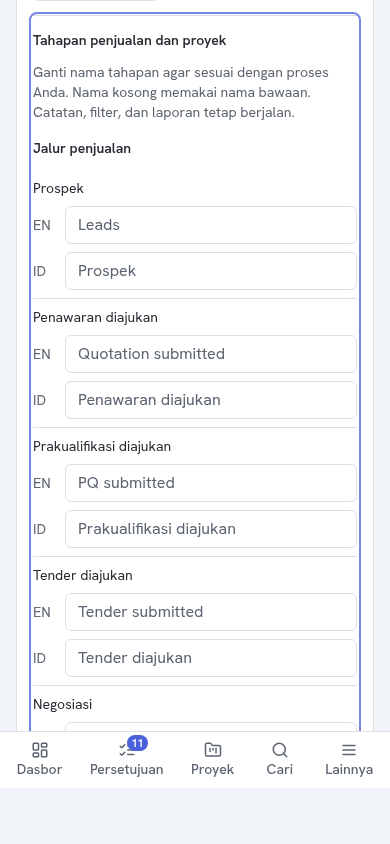 Tahapan penjualan dan proyek
Ganti nama tahapan agar sesuai dengan proses
Anda. Nama kosong memakai nama bawaan.
Catatan, filter, dan laporan tetap berjalan.
Jalur penjualan
Prospek
EN Leads
ID Prospek
Penawaran diajukan
EN Quotation submitted
ID Penawaran diajukan
Prakualifikasi diajukan
EN PQ submitted
ID Prakualifikasi diajukan
Tender diajukan
EN Tender submitted
ID Tender diajukan
Negosiasi
11
Dasbor Persetujuan Proyek Cari Lainnya